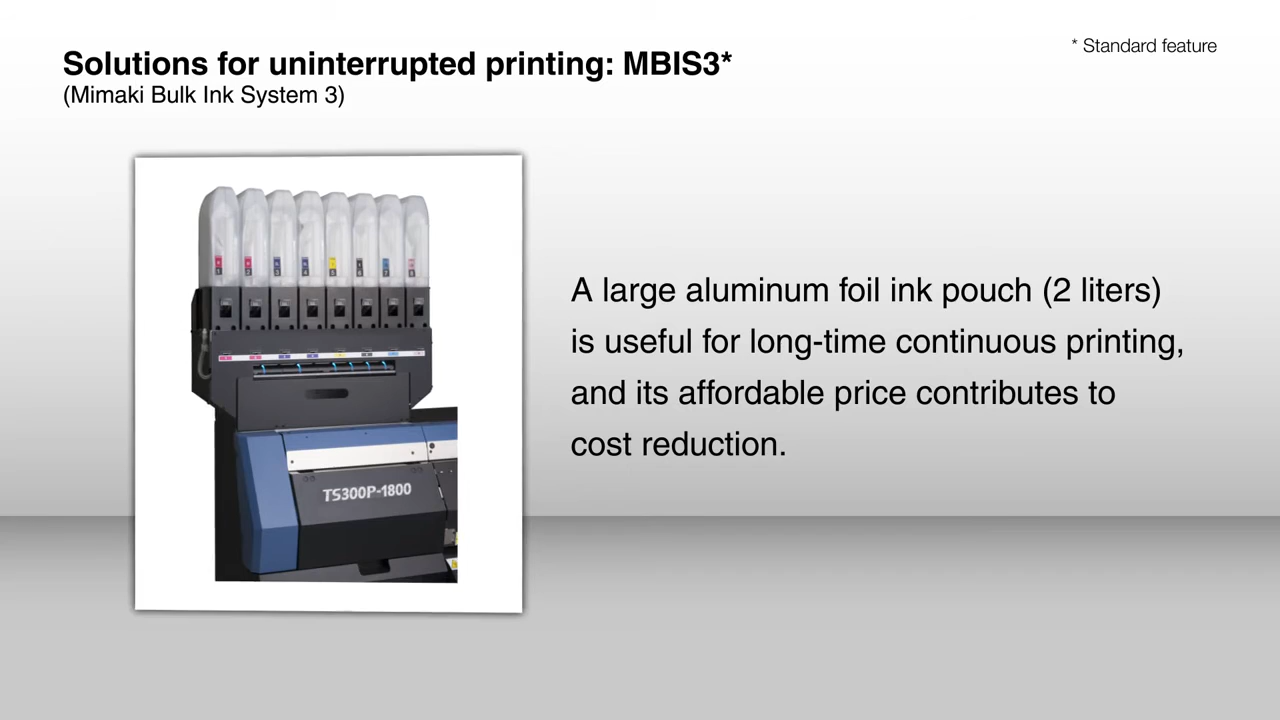 Solutions for uninterrupted printing: MBIS3*
(Mimaki Bulk Ink System 3)
* Standard feature
A large aluminum foil ink pouch (2 liters)
is useful for long-time continuous printing,
and its affordable price contributes to
cost reduction.
TS300P-1800